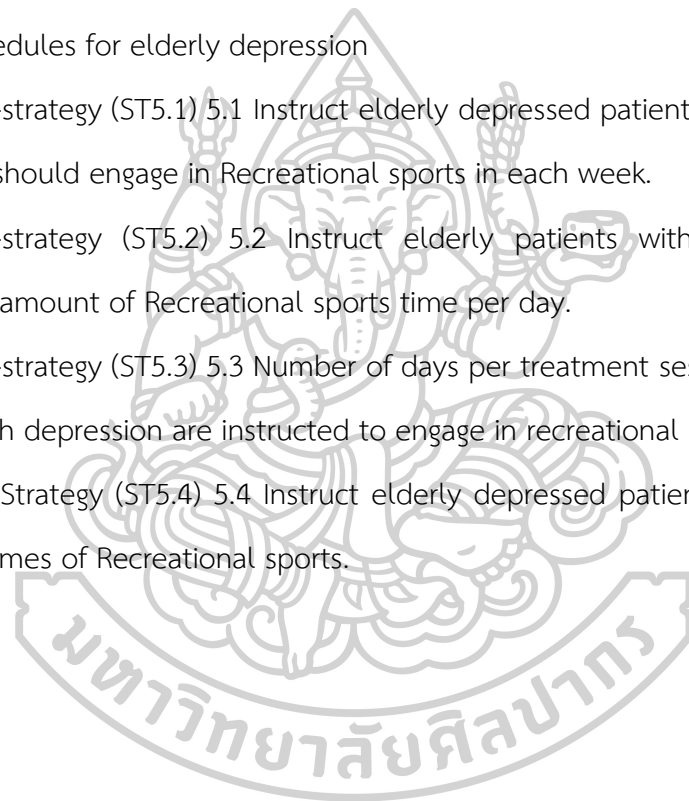 edules for elderly depression
-strategy (ST5.1) 5.1 Instruct elderly depressed patient
should engage in Recreational sports in each week.
-strategy (ST5.2) 5.2 Instruct elderly patients with
amount of Recreational sports time per day.
-strategy (ST5.3) 5.3 Number of days per treatment ses
h depression are instructed to engage in recreational
Strategy (ST5.4) 5.4 Instruct elderly depressed patien
mes of Recreational sports.
มหาวิทยาลัยศิลปากร